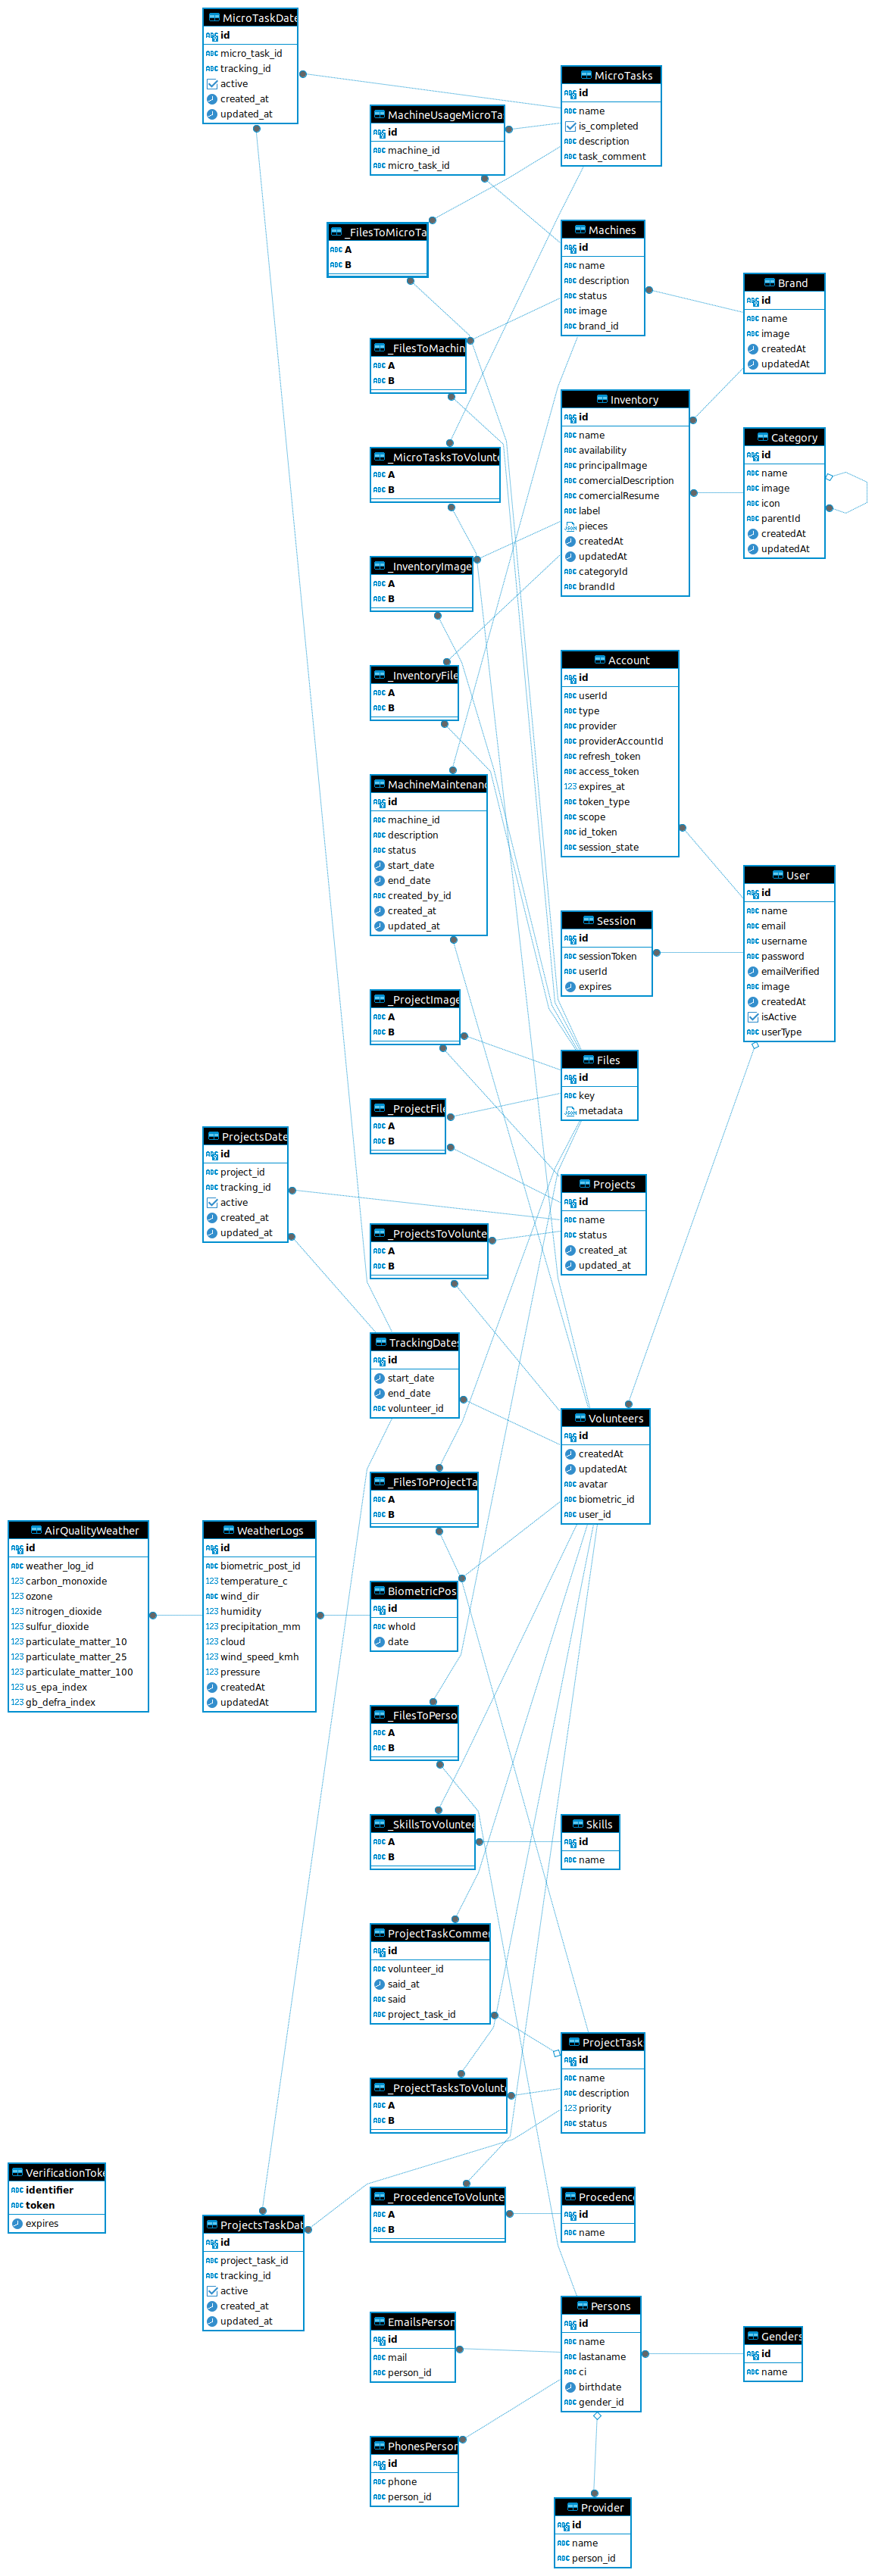 MicroTaskDate
id
micro_task_id
tracking_id
active
created_at
updated_at
MicroTasks
id
name
is_completed
description
task_comment
MachineUsageMicroTa
id
machine_id
micro_task_id
_FilesToMicroTa
A
B
Machines
id
name
description
status
image
brand_id
Brand
id
name
image
createdAt
updatedAt
_FilesToMachin
A
B
Inventory
id
name
availability
principalImage
comercialDescription
comercialResume
label
pieces
createdAt
updatedAt
categoryId
brandId
Category
id
name
image
icon
parentId
createdAt
updatedAt
_MicroTasksToVolunte
A
B
_InventoryImage
A
B
_InventoryFile
A
B
Account
id
userId
type
provider
providerAccountId
refresh_token
access_token
expires_at
token_type
scope
id_token
session_state
MachineMaintenanc
id
machine_id
description
status
start_date
end_date
created_by_id
created_at
updated_at
User
id
name
email
username
password
emailVerified
image
createdAt
isActive
userType
Session
id
sessionToken
userId
expires
_ProjectImage
A
B
Files
id
key
metadata
_ProjectFile
A
B
ProjectsDate
id
project_id
tracking_id
active
created_at
updated_at
Projects
id
name
status
created_at
updated_at
_ProjectsToVolunte
A
B
TrackingDates
id
start_date
end_date
volunteer_id
Volunteers
id
createdAt
updatedAt
avatar
biometric_id
user_id
_FilesToProjectTa
A
B
AirQualityWeather
id
weather_log_id
carbon_monoxide
ozone
nitrogen_dioxide
sulfur_dioxide
particulate_matter_10
particulate_matter_25
particulate_matter_100
us_epa_index
gb_defra_index
WeatherLogs
id
biometric_post_id
temperature_c
wind_dir
humidity
precipitation_mm
cloud
wind_speed_kmh
pressure
createdAt
updatedAt
BiometricPos
id
whoId
date
_FilesToPerso
A
B
_SkillsToVoluntee
A
B
Skills
id
name
ProjectTaskComme
id
volunteer_id
said_at
said
project_task_id
ProjectTask
id
name
description
priority
status
_ProjectTasksToVolunt
A
B
VerificationToke
identifier
token
expires
_ProcedenceToVolunte
A
B
Procedenc
id
name
ProjectsTaskDat
id
project_task_id
tracking_id
active
created_at
updated_at
Persons
id
name
lastaname
ci
birthdate
gender_id
EmailsPerson
id
mail
person_id
Genders
id
name
PhonesPerson
id
phone
person_id
Provider
id
name
person_id